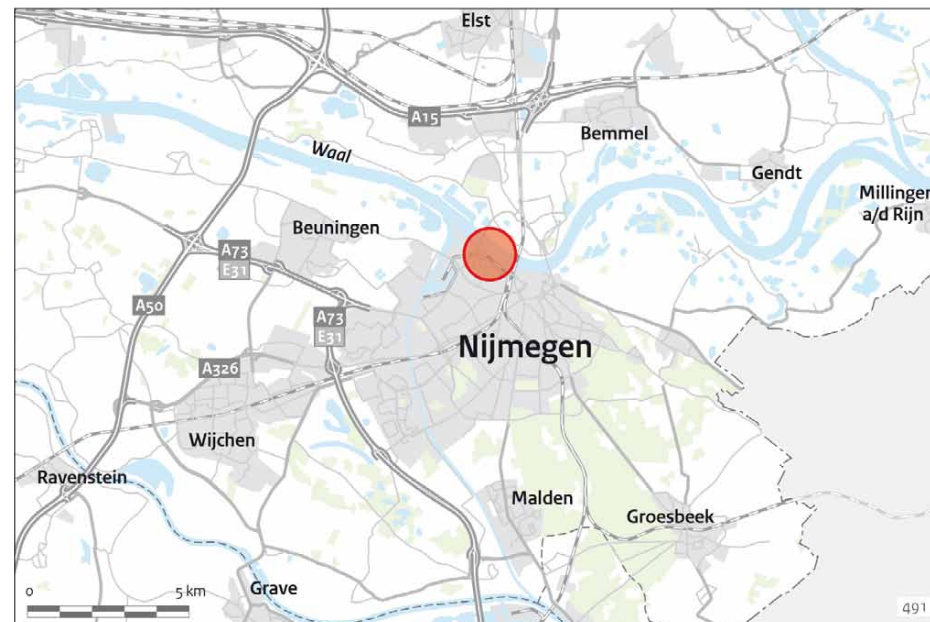 Elst
A15
Bemmel
Waal
Gendt
Millingen
a/d Rijn
Beuningen
A73
E31
A50
A73
E31
Nijmegen
A326
Wijchen
Ravenstein
Malden
Groesbeek
0 5 km
Grave
491